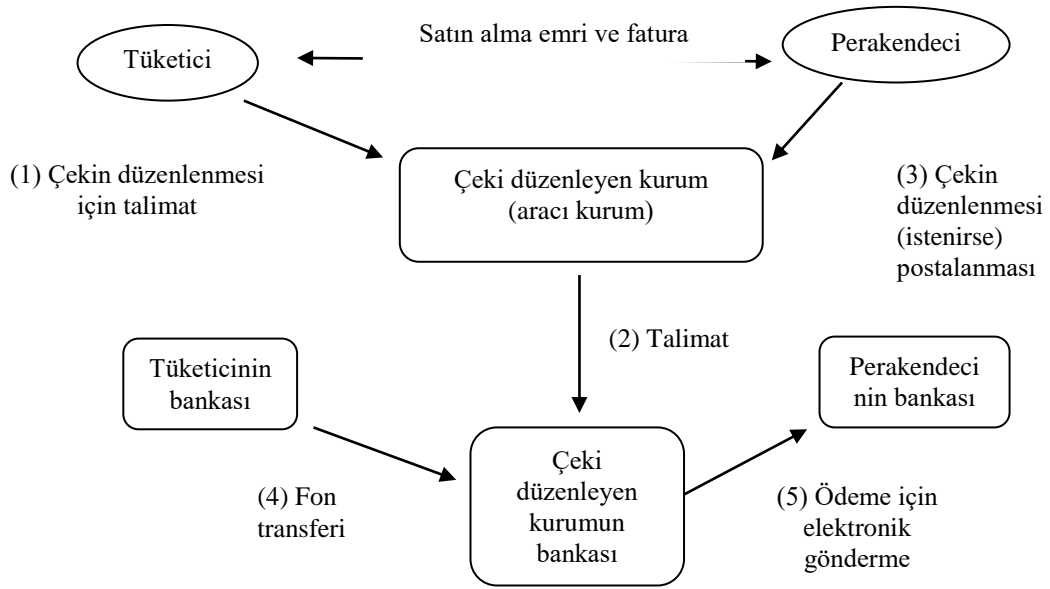 Satın alma emri ve fatura
Tüketici
Perakendeci
(1) Çekin düzenlenmesi
için talimat
Çeki düzenleyen kurum
(aracı kurum)
(3) Çekin
düzenlenmesi
(istenirse)
postalanması
(2) Talimat
Tüketicinin
bankası
Perakendeci
nin bankası
Çeki
düzenleyen
kurumun
bankası
(4) Fon
transferi
(5) Ödeme için
elektronik
gönderme